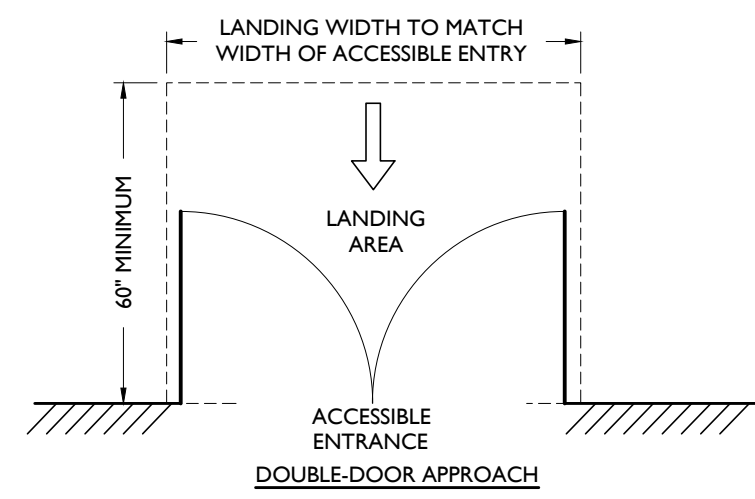 LANDING WIDTH TO MATCH
WIDTH OF ACCESSIBLE ENTRY
60" MINIMUM
LANDING
AREA
ACCESSIBLE
ENTRANCE
DOUBLE-DOOR APPROACH